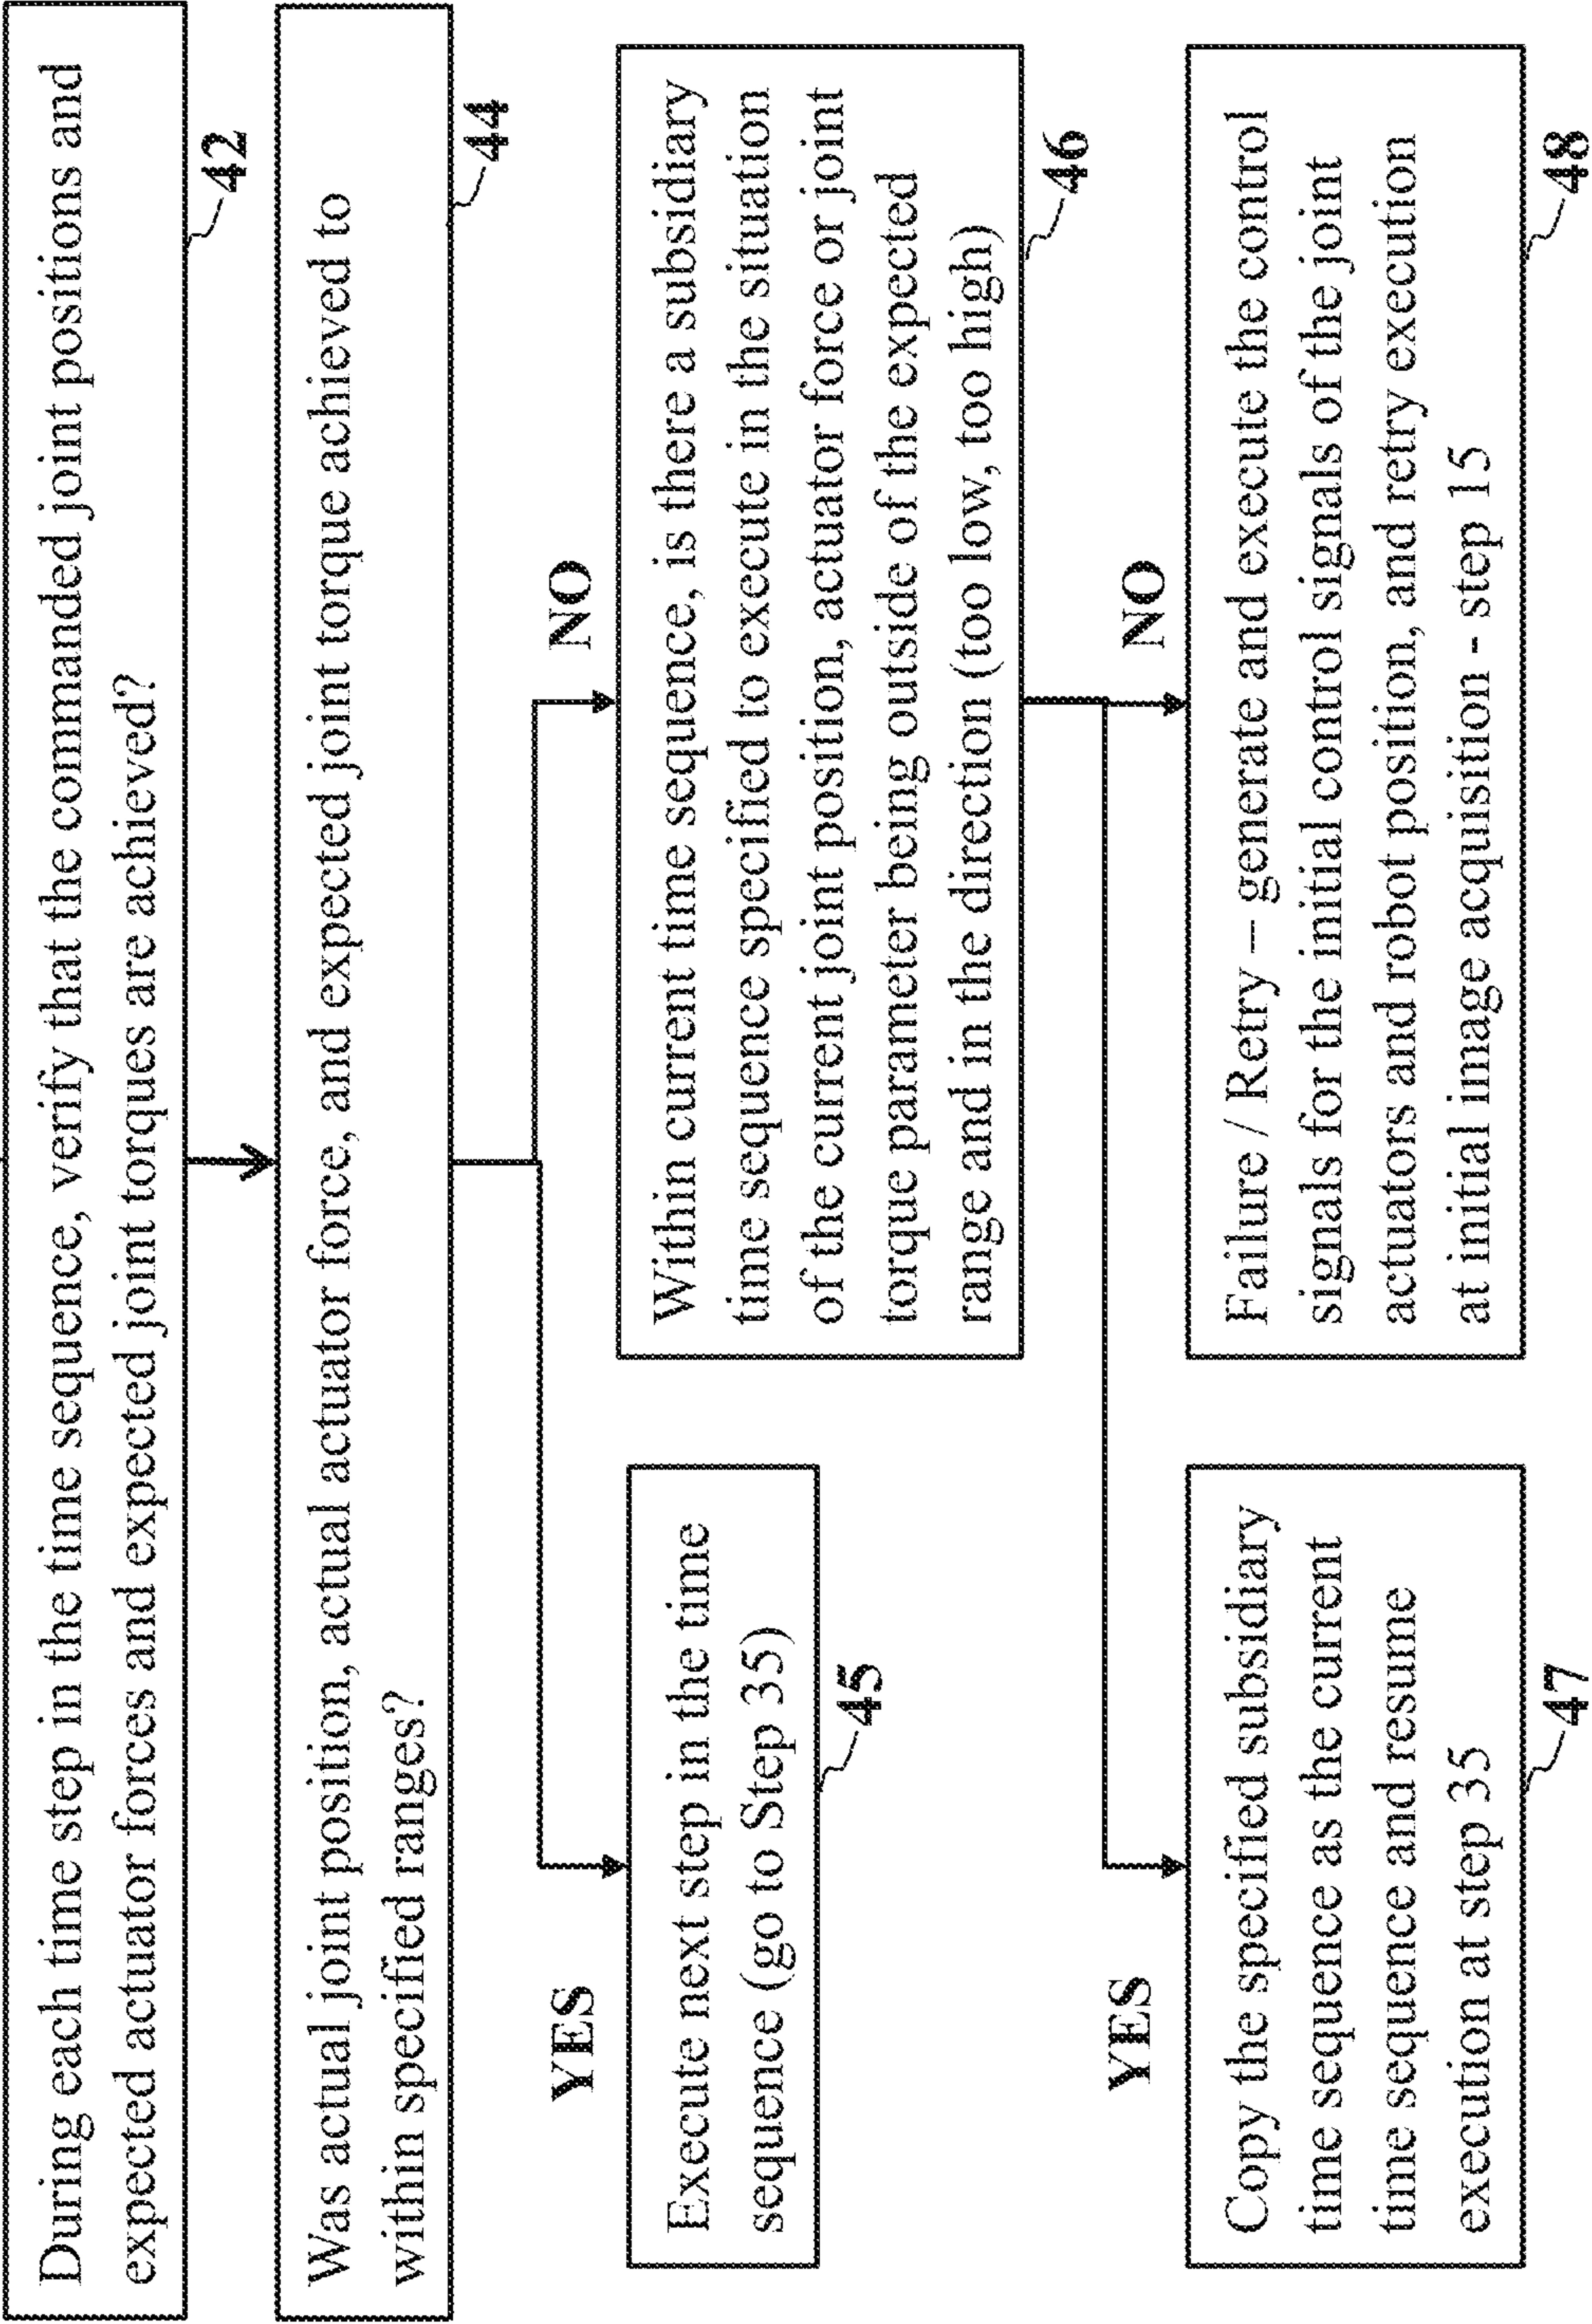 During each time step in the time sequence, verify that the commanded joint positions and
expected actuator forces and expected joint torques are achieved?
42
Was actual joint position, actual actuator force, and expected joint torque achieved to
within specified ranges?
44
YES
NO
Execute next step in the time
sequence (go to Step 35)
45
Within current time sequence, is there a subsidiary
time sequence specified to execute in the situation
of the current joint position, actuator force or joint
torque parameter being outside of the expected
range and in the direction (too low, too high)
46
YES
NO
Copy the specified subsidiary
time sequence as the current
time sequence and resume
execution at step 35
47
Failure / Retry – generate and execute the control
signals for the initial control signals of the joint
actuators and robot position, and retry execution
at initial image acquisition - step 15
48